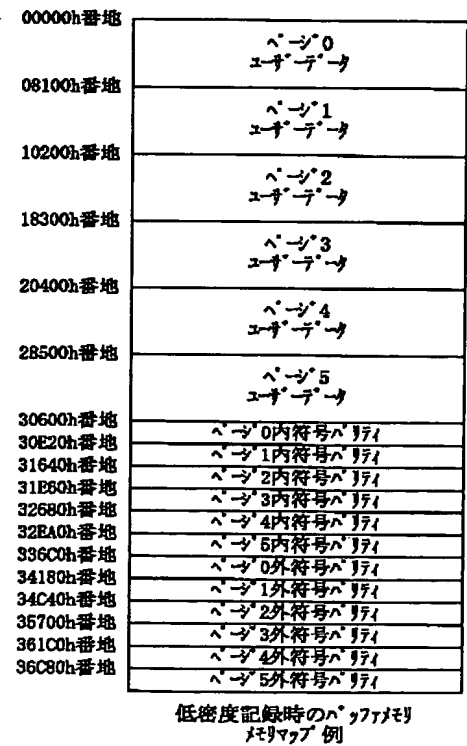 00000h番地
ページ0
ユーザデータ
08100h番地
ページ1
ユーザデータ
10200h番地
ページ2
ユーザデータ
18300h番地
ページ3
ユーザデータ
20400h番地
ページ4
ユーザデータ
28500h番地
ページ5
ユーザデータ
30600h番地
ページ0内符号パリティ
30E20h番地
ページ1内符号パリティ
31640h番地
ページ2内符号パリティ
31E60h番地
ページ3内符号パリティ
32680h番地
ページ4内符号パリティ
32EA0h番地
ページ5内符号パリティ
336C0h番地
ページ0外符号パリティ
34180h番地
ページ1外符号パリティ
34C40h番地
ページ2外符号パリティ
35700h番地
ページ3外符号パリティ
361C0h番地
ページ4外符号パリティ
36C80h番地
ページ5外符号パリティ
低密度記録時のバッファメモリ
メモリマップ例